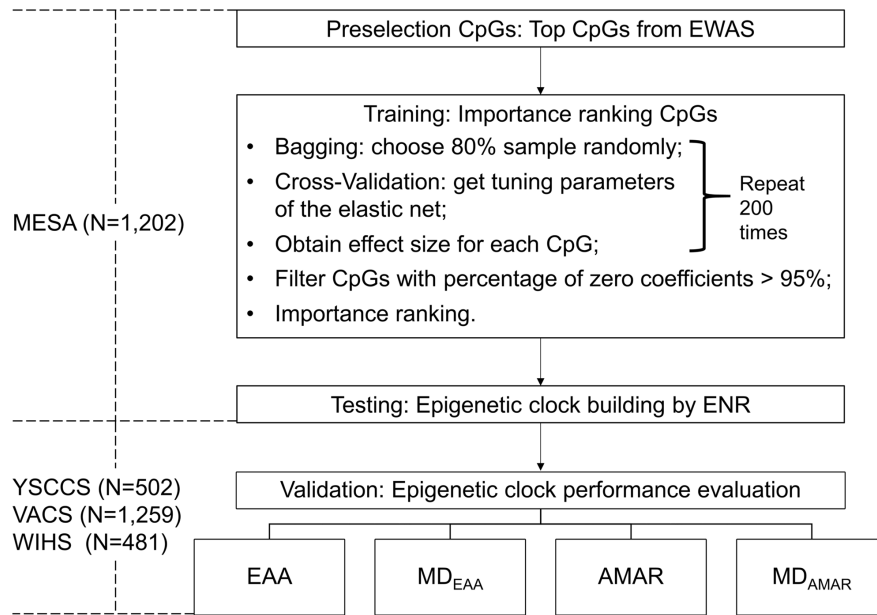 Preselection CpGs: Top CpGs from EWAS
Training: Importance ranking CpGs
• Bagging: choose 80% sample randomly;
• Cross-Validation: get tuning parameters
of the elastic net;
• Obtain effect size for each CpG;
Repeat
200
times
• Filter CpGs with percentage of zero coefficients > 95%;
• Importance ranking.
MESA (N=1,202)
Testing: Epigenetic clock building by ENR
YSCCS (N=502)
VACS (N=1,259)
WIHS (N=481)
Validation: Epigenetic clock performance evaluation
EAA
MD_EAA
AMAR
MD_AMAR